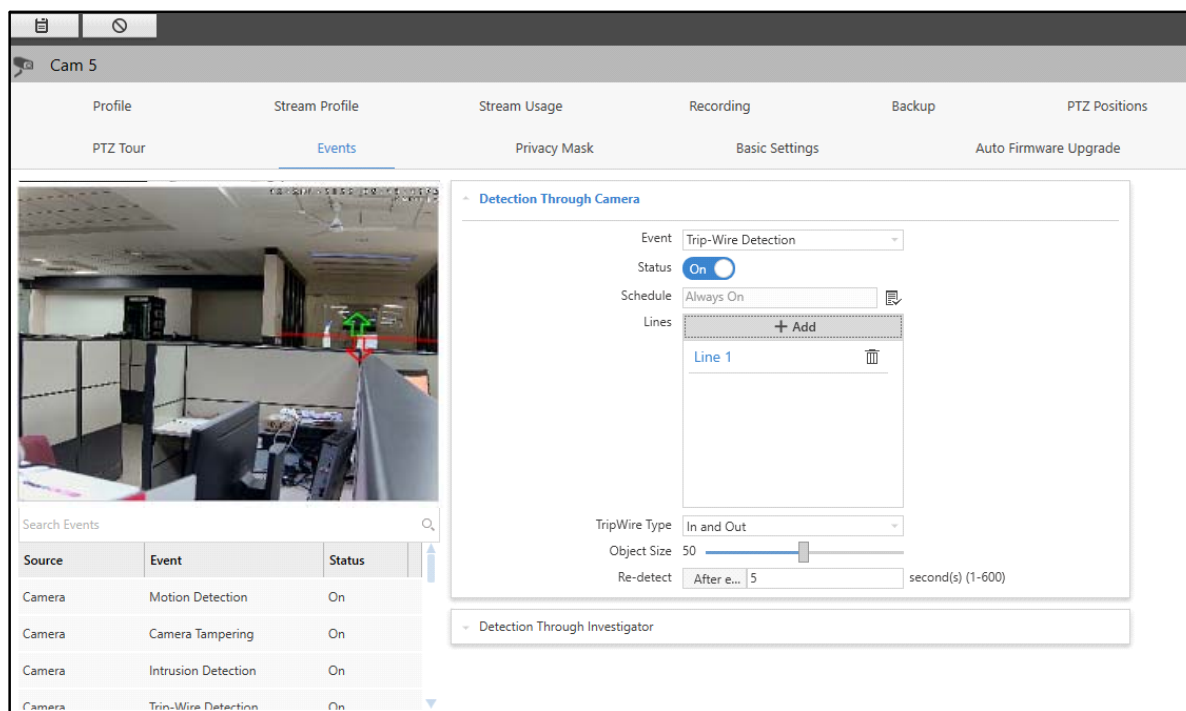 Cam 5
Profile Stream Profile Stream Usage Recording Backup PTZ Positions
PTZ Tour Events Privacy Mask Basic Settings Auto Firmware Upgrade
Detection Through Camera
Event Trip-Wire Detection
Status On
Schedule Always On
Lines + Add
Line 1
TripWire Type In and Out
Object Size 50
Re-detect After e... 5 second(s) (1-600)
Detection Through Investigator
Search Events
Source Event Status
Camera Motion Detection On
Camera Camera Tampering On
Camera Intrusion Detection On
Camera Trip-Wire Detection On